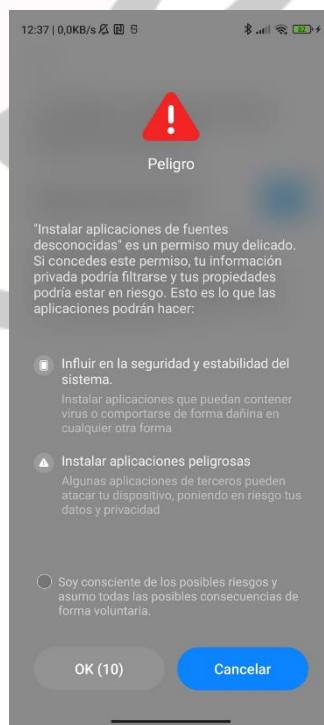 12:37 | 0,0KB/s
82
Peligro
"Instalar aplicaciones de fuentes
desconocidas" es un permiso muy delicado.
Si concedes este permiso, tu información
privada podría filtrarse y tus propiedades
podría estar en riesgo. Esto es lo que las
aplicaciones podrán hacer:
Influir en la seguridad y estabilidad del
sistema.
Instalar aplicaciones que puedan contener
virus o comportarse de forma dañina en
cualquier otra forma
Instalar aplicaciones peligrosas
Algunas aplicaciones de terceros pueden
atacar tu dispositivo, poniendo en riesgo tus
datos y privacidad
Soy consciente de los posibles riesgos y
asumo todas las posibles consecuencias de
forma voluntaria.
OK (10)
Cancelar